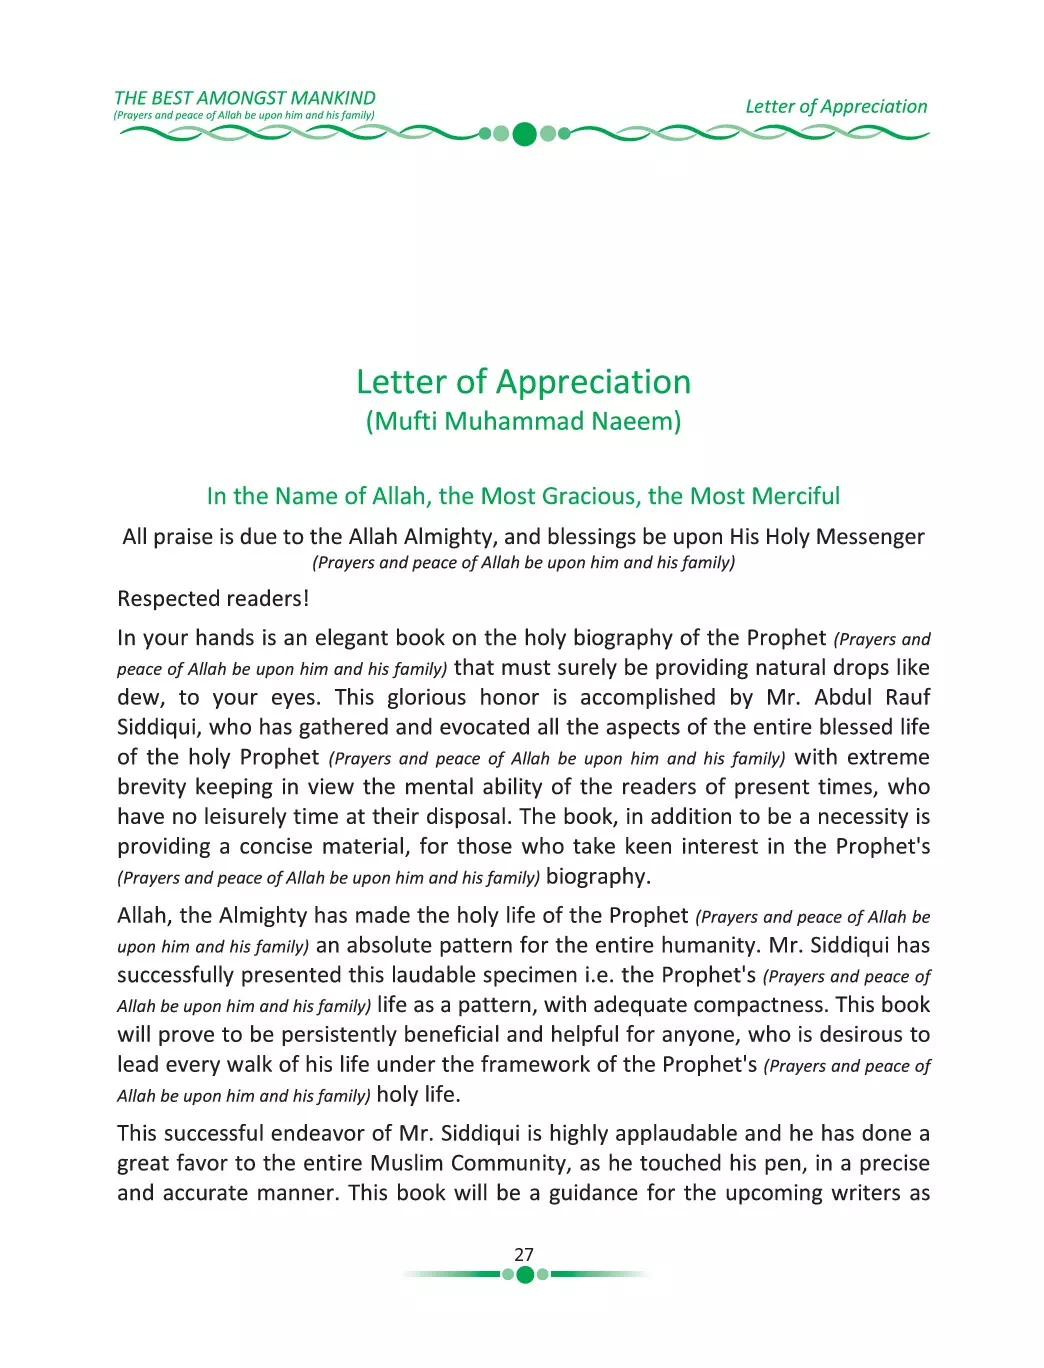 THE BEST AMONGST MANKIND
(Prayers and peace of Allah be upon him and his family)
Letter of Appreciation
Letter of Appreciation
(Mufti Muhammad Naeem)
In the Name of Allah, the Most Gracious, the Most Merciful
All praise is due to the Allah Almighty, and blessings be upon His Holy Messenger
(Prayers and peace of Allah be upon him and his family)
Respected readers!
In your hands is an elegant book on the holy biography of the Prophet (Prayers and
peace of Allah be upon him and his family) that must surely be providing natural drops like
dew, to your eyes. This glorious honor is accomplished by Mr. Abdul Rauf
Siddiqui, who has gathered and evocated all the aspects of the entire blessed life
of the holy Prophet (Prayers and peace of Allah be upon him and his family) with extreme
brevity keeping in view the mental ability of the readers of present times, who
have no leisurely time at their disposal. The book, in addition to be a necessity is
providing a concise material, for those who take keen interest in the Prophet's
(Prayers and peace of Allah be upon him and his family) biography.
Allah, the Almighty has made the holy life of the Prophet (Prayers and peace of Allah be
upon him and his family) an absolute pattern for the entire humanity. Mr. Siddiqui has
successfully presented this laudable specimen i.e. the Prophet's (Prayers and peace of
Allah be upon him and his family) life as a pattern, with adequate compactness. This book
will prove to be persistently beneficial and helpful for anyone, who is desirous to
lead every walk of his life under the framework of the Prophet's (Prayers and peace of
Allah be upon him and his family) holy life.
This successful endeavor of Mr. Siddiqui is highly applaudable and he has done a
great favor to the entire Muslim Community, as he touched his pen, in a precise
and accurate manner. This book will be a guidance for the upcoming writers as
27